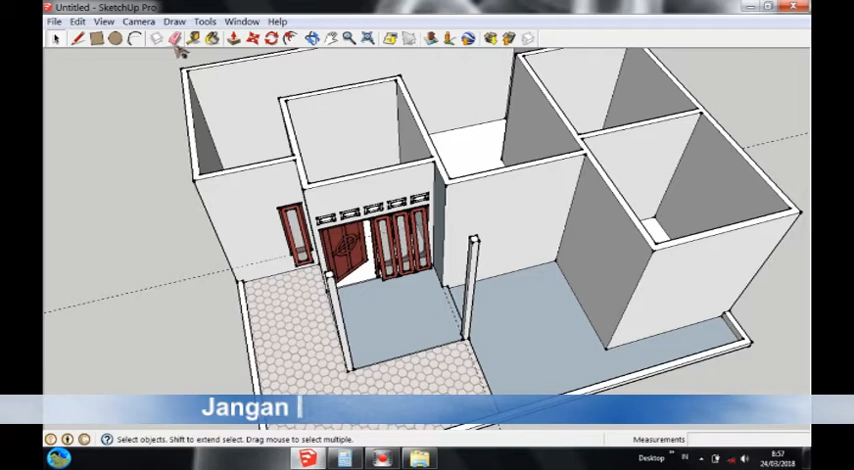 Untitled - SketchUp Pro
File Edit View Camera Draw Tools Window Help
Jangan
Select objects. Shift to extend select. Drag mouse to select multiple.
Measurements
Desktop » IN 8:57
24/03/2018